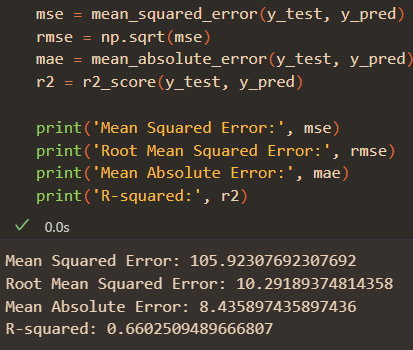 mse = mean_squared_error(y_test, y_pred)
rmse = np.sqrt(mse)
mae = mean_absolute_error(y_test, y_pred)
r2 = r2_score(y_test, y_pred)
print('Mean Squared Error:', mse)
print('Root Mean Squared Error:', rmse)
print('Mean Absolute Error:', mae)
print('R-squared:', r2)
0.0s
Mean Squared Error: 105.92307692307692
Root Mean Squared Error: 10.29189374814358
Mean Absolute Error: 8.435897435897436
R-squared: 0.6602509489666807